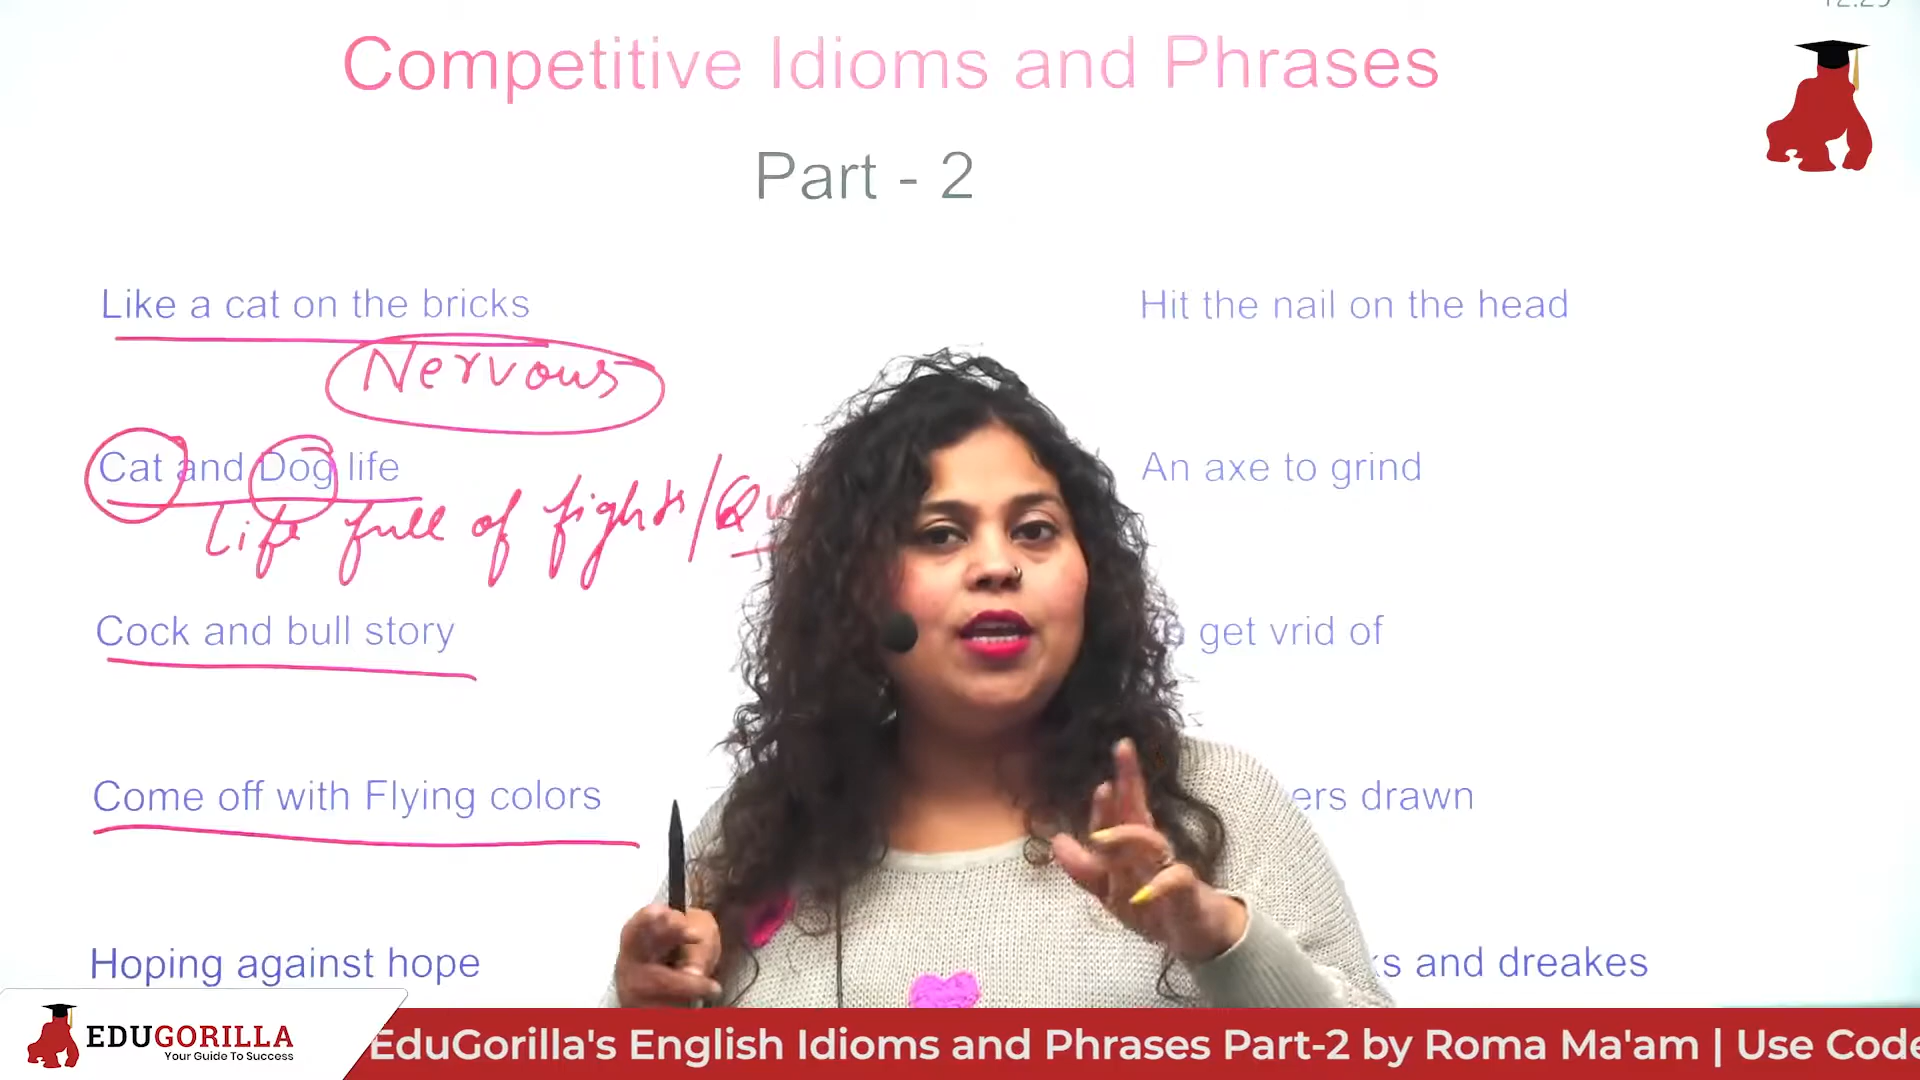 Competitive Idioms and Phrases
Part - 2
Like a cat on the bricks
Nervous
Cat and Dog life
Life full of fights/
Cock and bull story
Come off with Flying colors
Hoping against hope
Hit the nail on the head
An axe to grind
get vrid of
drawn
and dreakes
EDUGORILLA
Your Guide To Success
EduGorilla's English Idioms and Phrases Part-2 by Roma Ma'am | Use Code